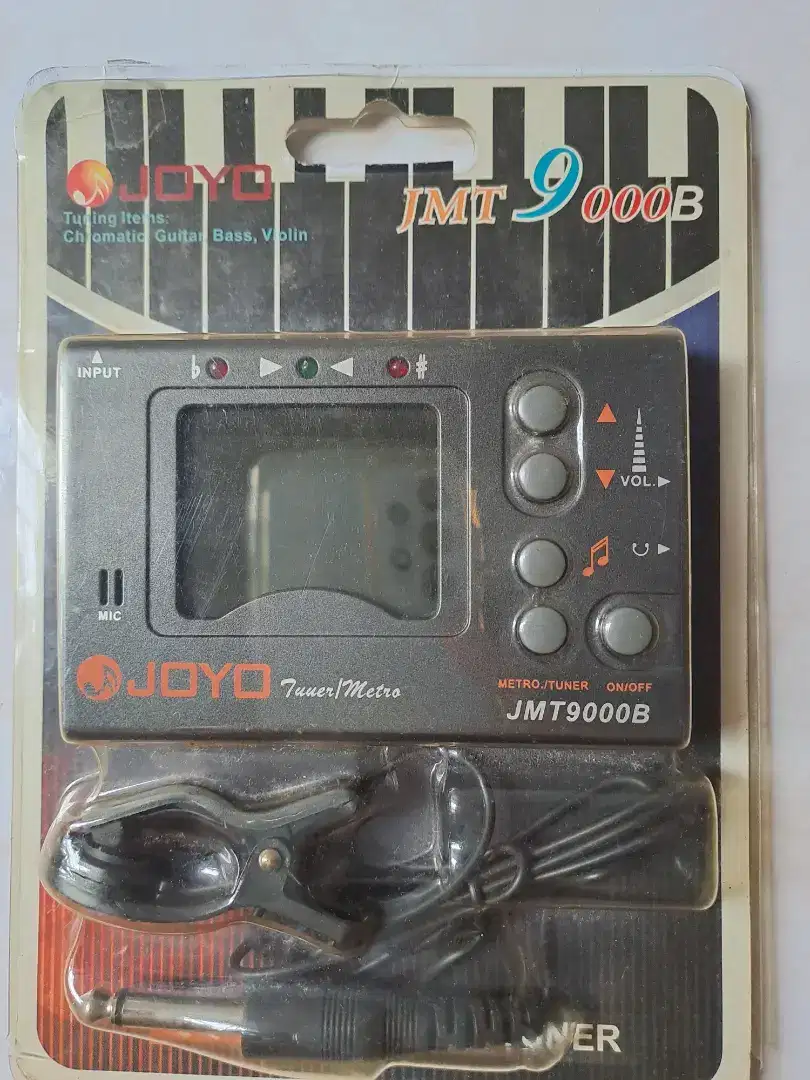 JOYO
JMT 9000B
Tuning Items:
Chromatic, Guitar, Bass, Violin
INPUT
b
#
VOL.
MIC
METRO./TUNER
ON/OFF
JOYO
Tuner/Metro
JMT9000B